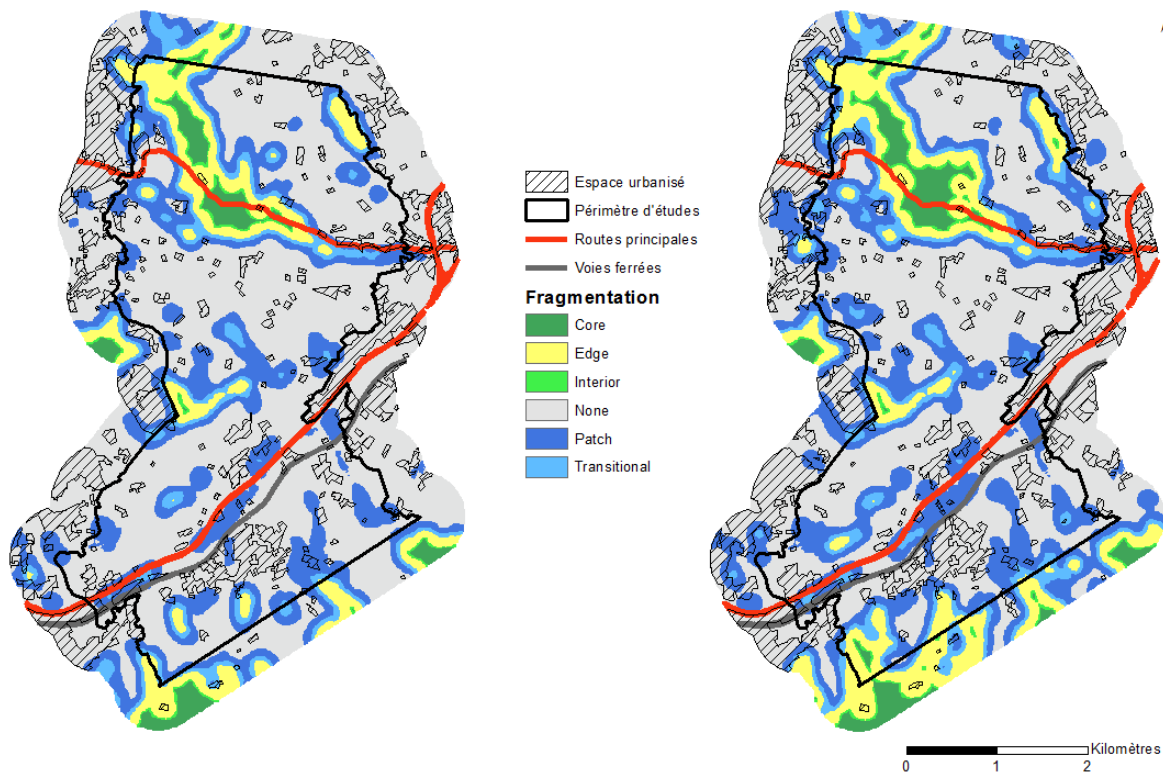 Espace urbanisé
Périmètre d'études
Routes principales
Voies ferrées
Fragmentation
Core
Edge
Interior
None
Patch
Transitional
Kilomètres
0 1 2